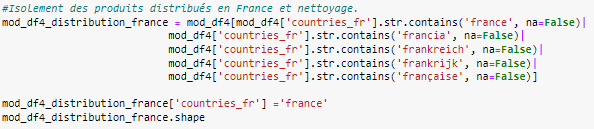 #Isolement des produits distribués en France et nettoyage.
mod_df4_distribution_france = mod_df4[mod_df4['countries_fr'].str.contains('france', na=False)|
mod_df4['countries_fr'].str.contains('francia', na=False)|
mod_df4['countries_fr'].str.contains('frankreich', na=False)|
mod_df4['countries_fr'].str.contains('frankrijk', na=False)|
mod_df4['countries_fr'].str.contains('française', na=False)]
mod_df4_distribution_france['countries_fr'] ='france'
mod_df4_distribution_france.shape